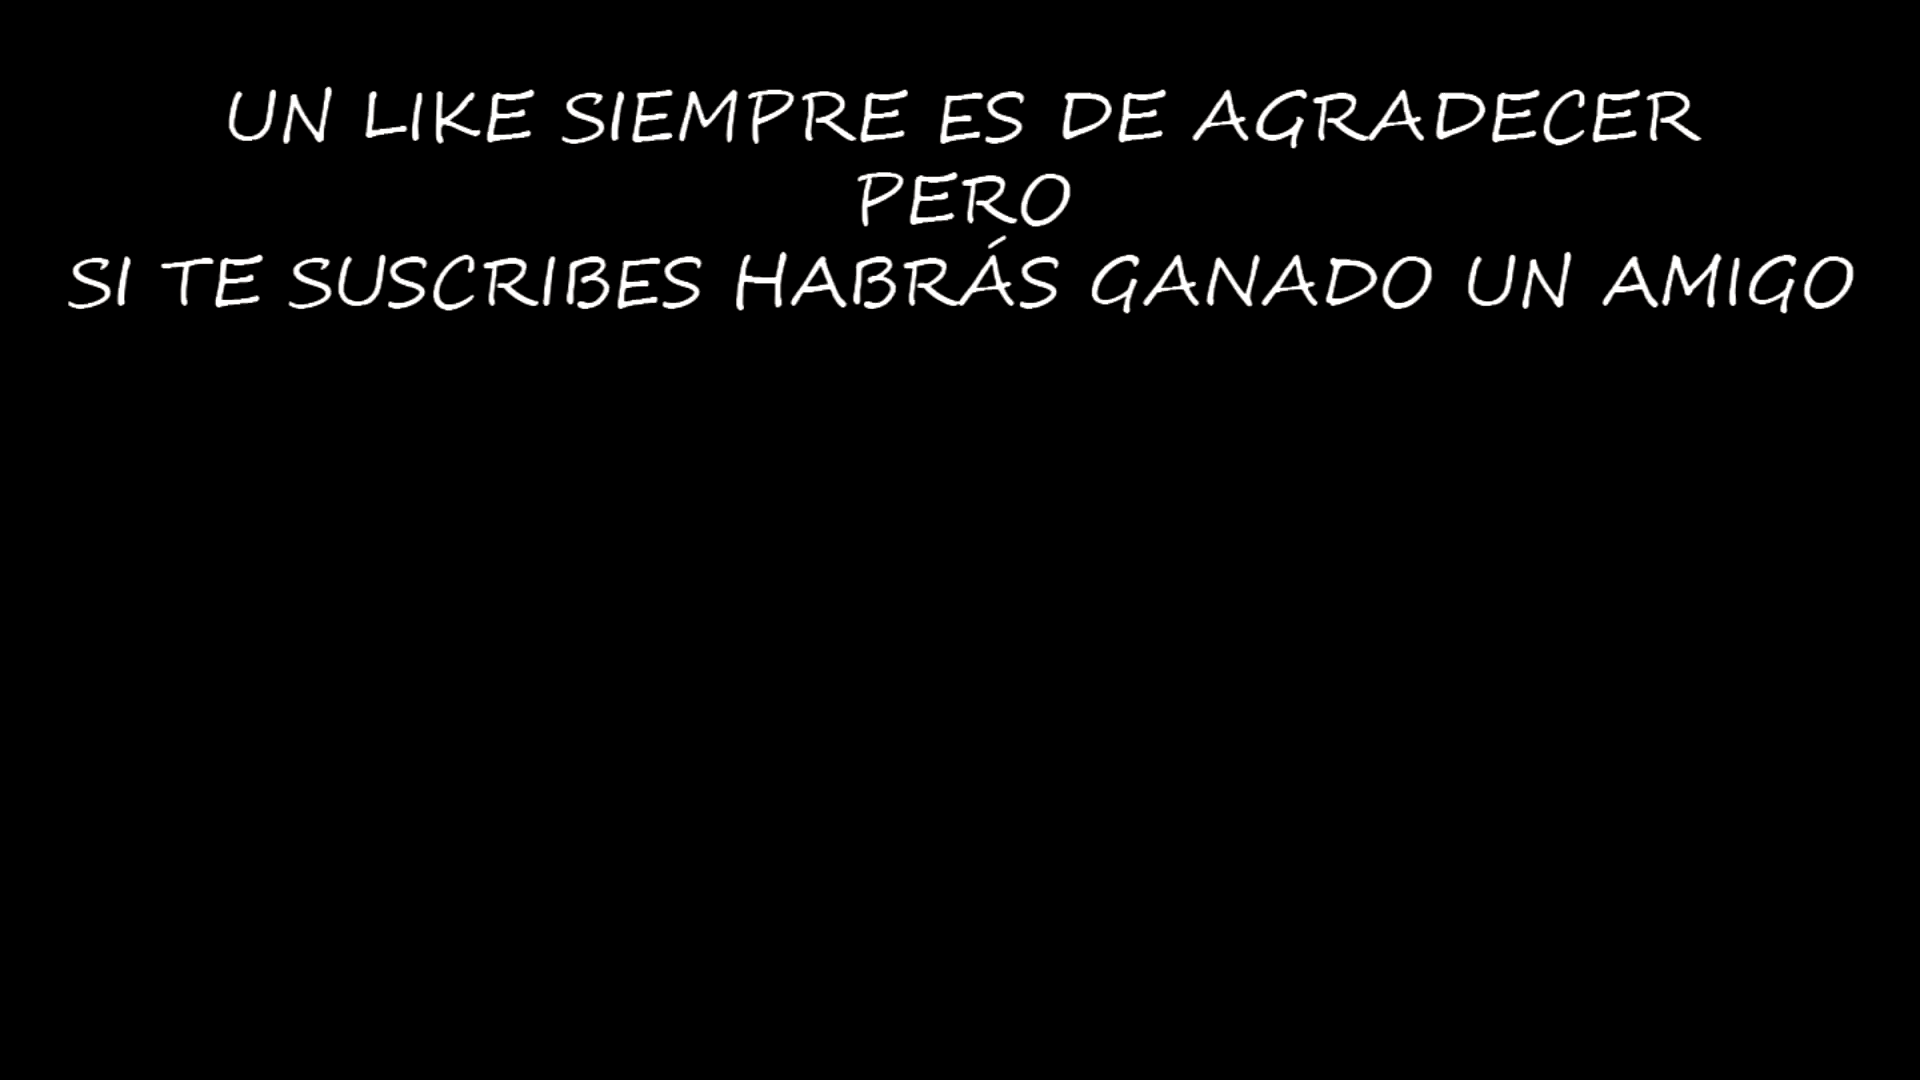 UN LIKE SIEMPRE ES DE AGRADECER
PERO
SI TE SUSCRIBES HABRÁS GANADO UN AMIGO